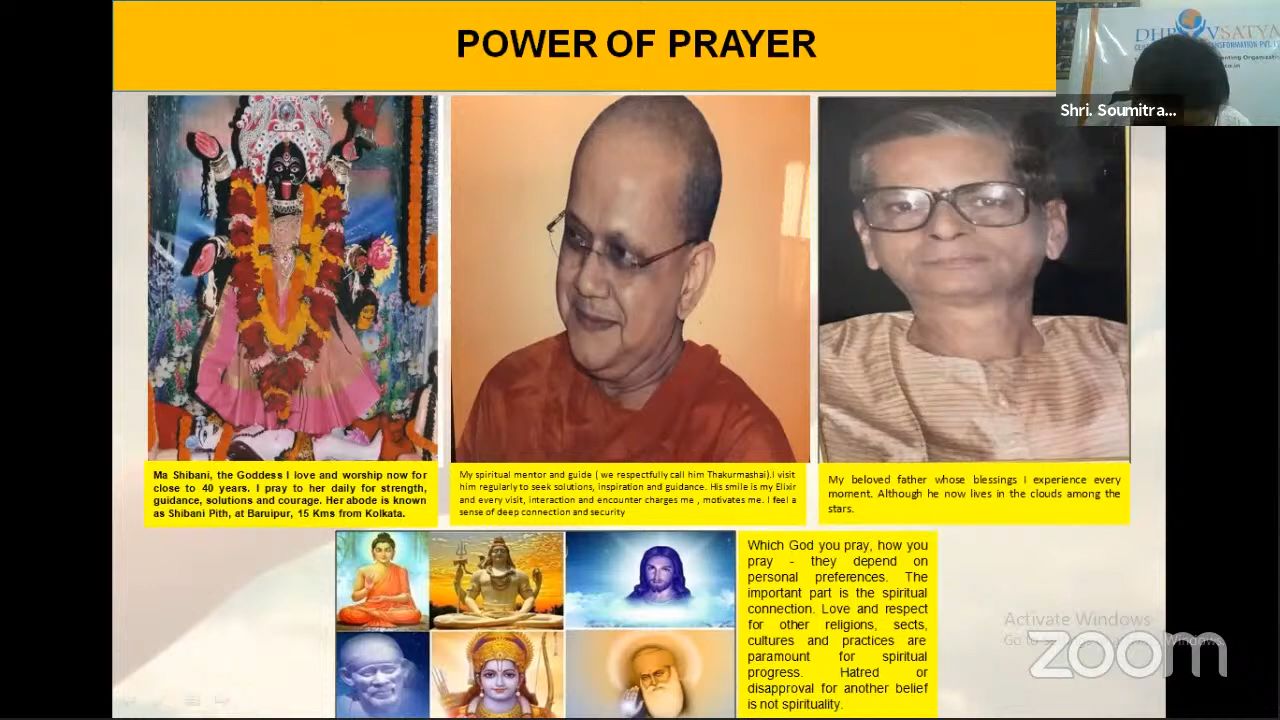 POWER OF PRAYER
Shri. Soumitra...
Ma Shibani, the Goddess I love and worship now for
close to 40 years. I pray to her daily for strength,
guidance, solutions and courage. Her abode is known
as Shibani Pith, at Baruipur, 15 Kms from Kolkata.
My spiritual mentor and guide ( we respectfully call him Thakurmashai).I visit
him regularly to seek solutions, inspiration and guidance. His smile is my Elixir
and every visit, interaction and encounter charges me , motivates me. I feel a
sense of deep connection and security
My beloved father whose blessings I experience every
moment. Although he now lives in the clouds among the
stars.
Which God you pray, how you
pray - they depend on
personal preferences. The
important part is the spiritual
connection. Love and respect
for other religions, sects,
cultures and practices are
paramount for spiritual
progress. Hatred or
disapproval for another belief
is not spirituality.
Activate Windows
zoom